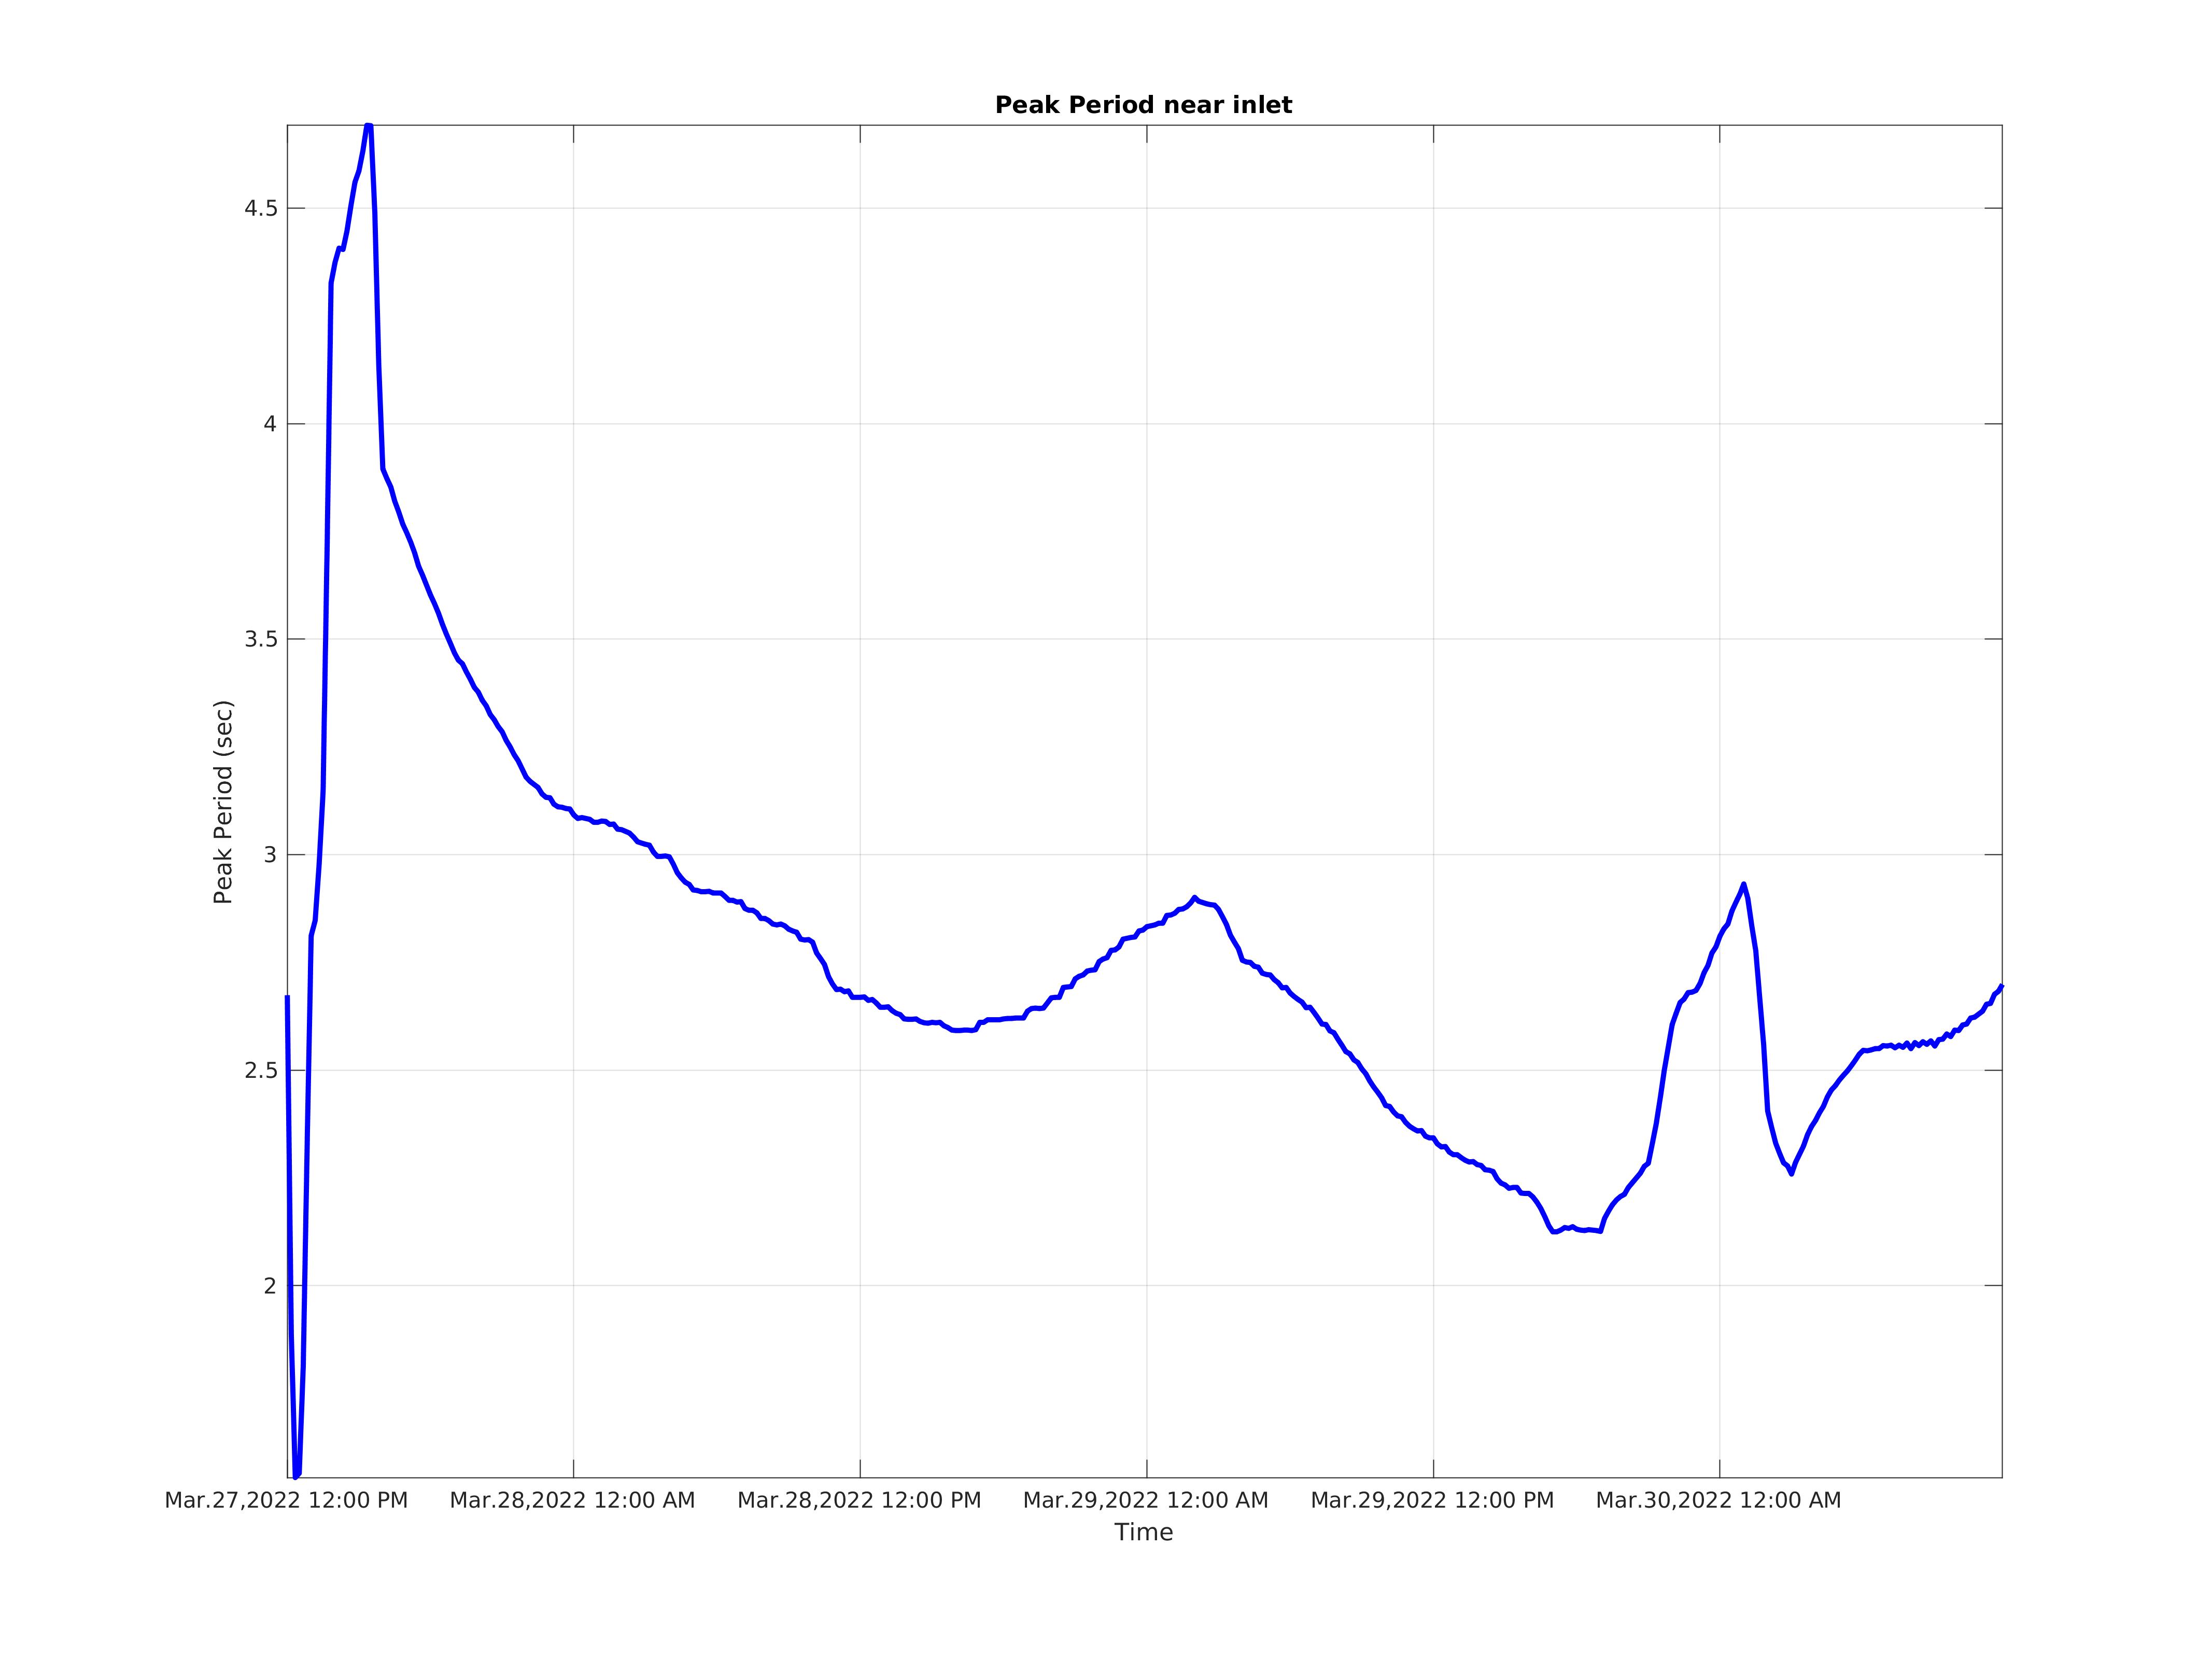 Peak Period near inlet
4.5
4
3.5
3
2.5
2
Peak Period (sec)
Mar.27,2022 12:00 PM
Mar.28,2022 12:00 AM
Mar.28,2022 12:00 PM
Mar.29,2022 12:00 AM
Mar.29,2022 12:00 PM
Mar.30,2022 12:00 AM
Time